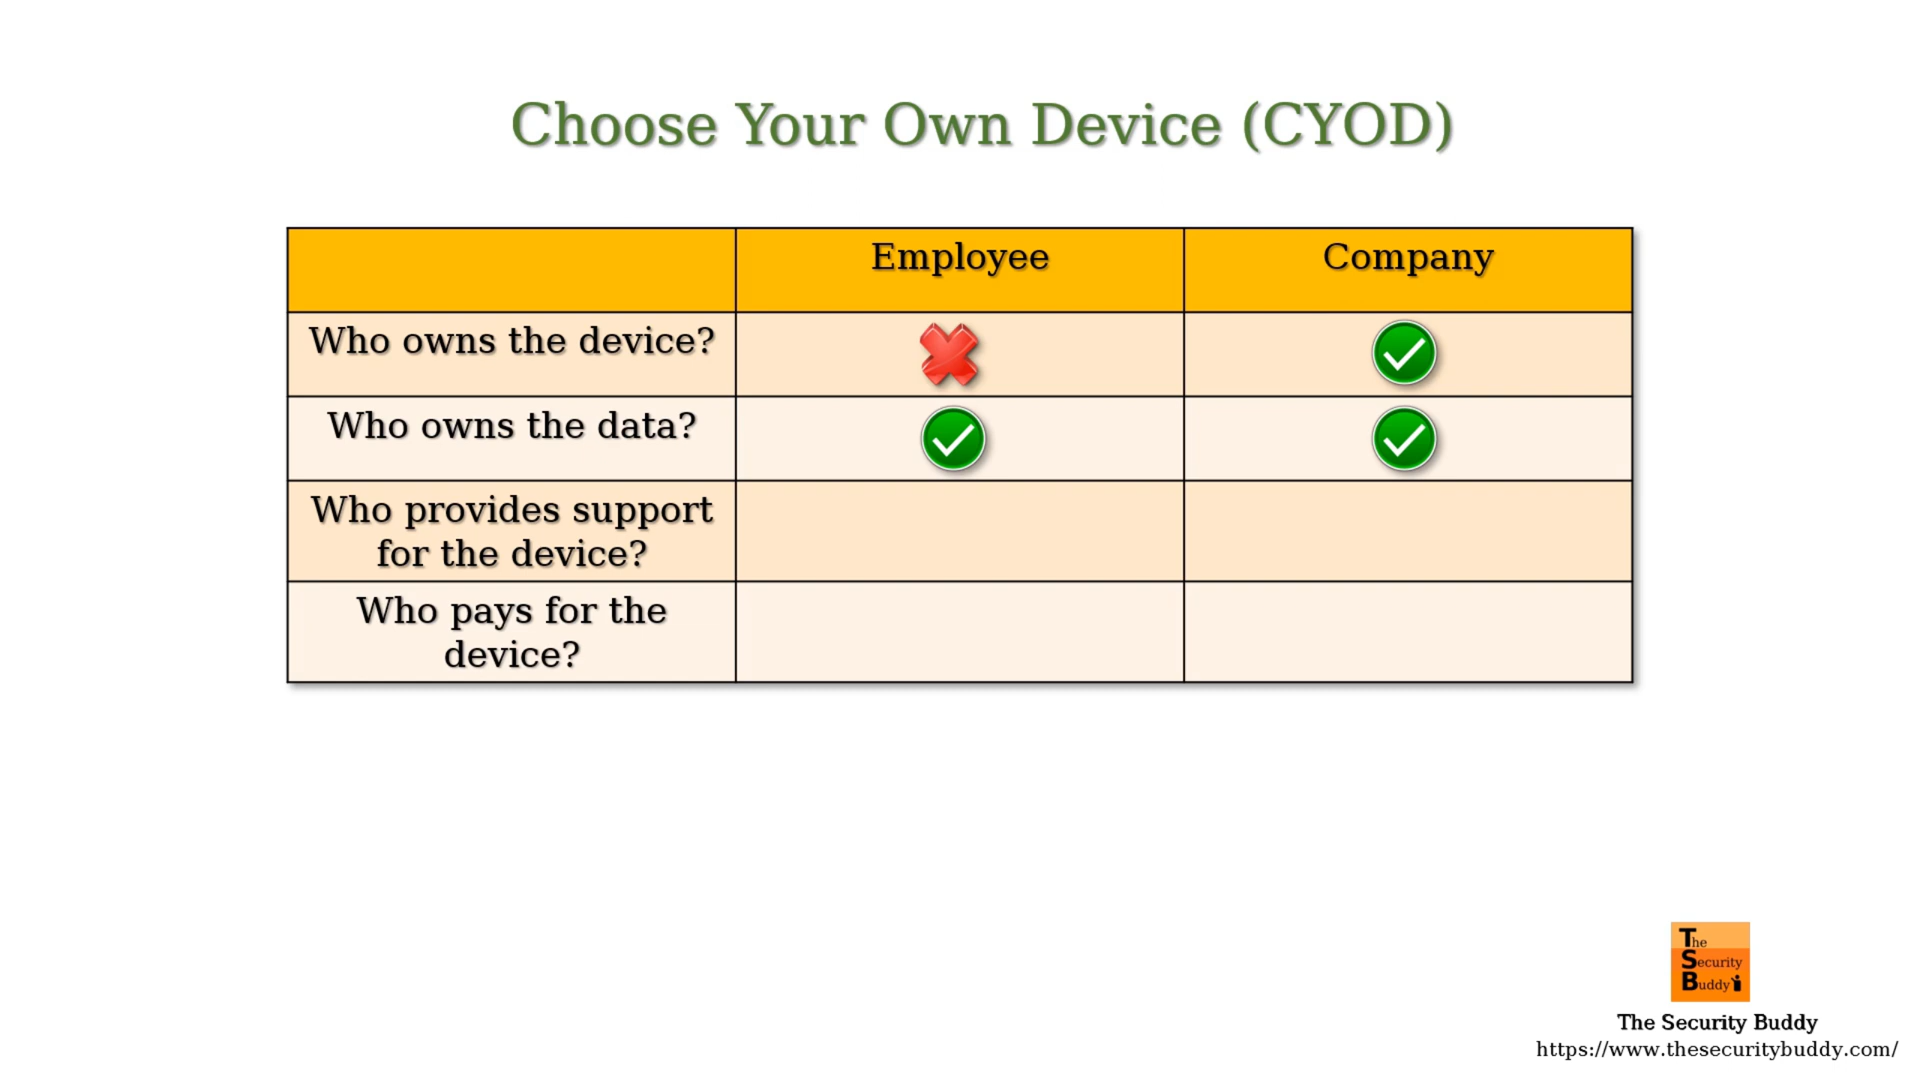 Choose Your Own Device (CYOD)
Employee
Company
Who owns the device?
Who owns the data?
Who provides support
for the device?
Who pays for the
device?
The
Security
Buddy
The Security Buddy
https://www.thesecuritybuddy.com/